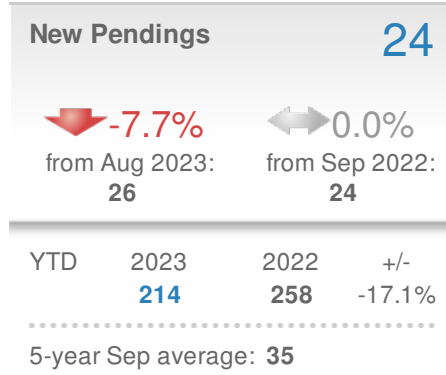 New Pendings 24
-7.7% 0.0%
from Aug 2023: from Sep 2022:
26 24
YTD 2023 2022 +/-
214 258 -17.1%
5-year Sep average: 35